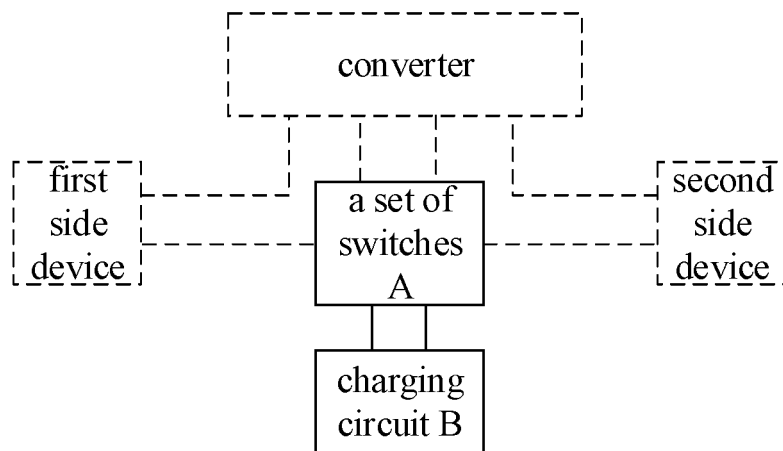 converter
first
side
device
a set of
switches
A
second
side
device
charging
circuit B